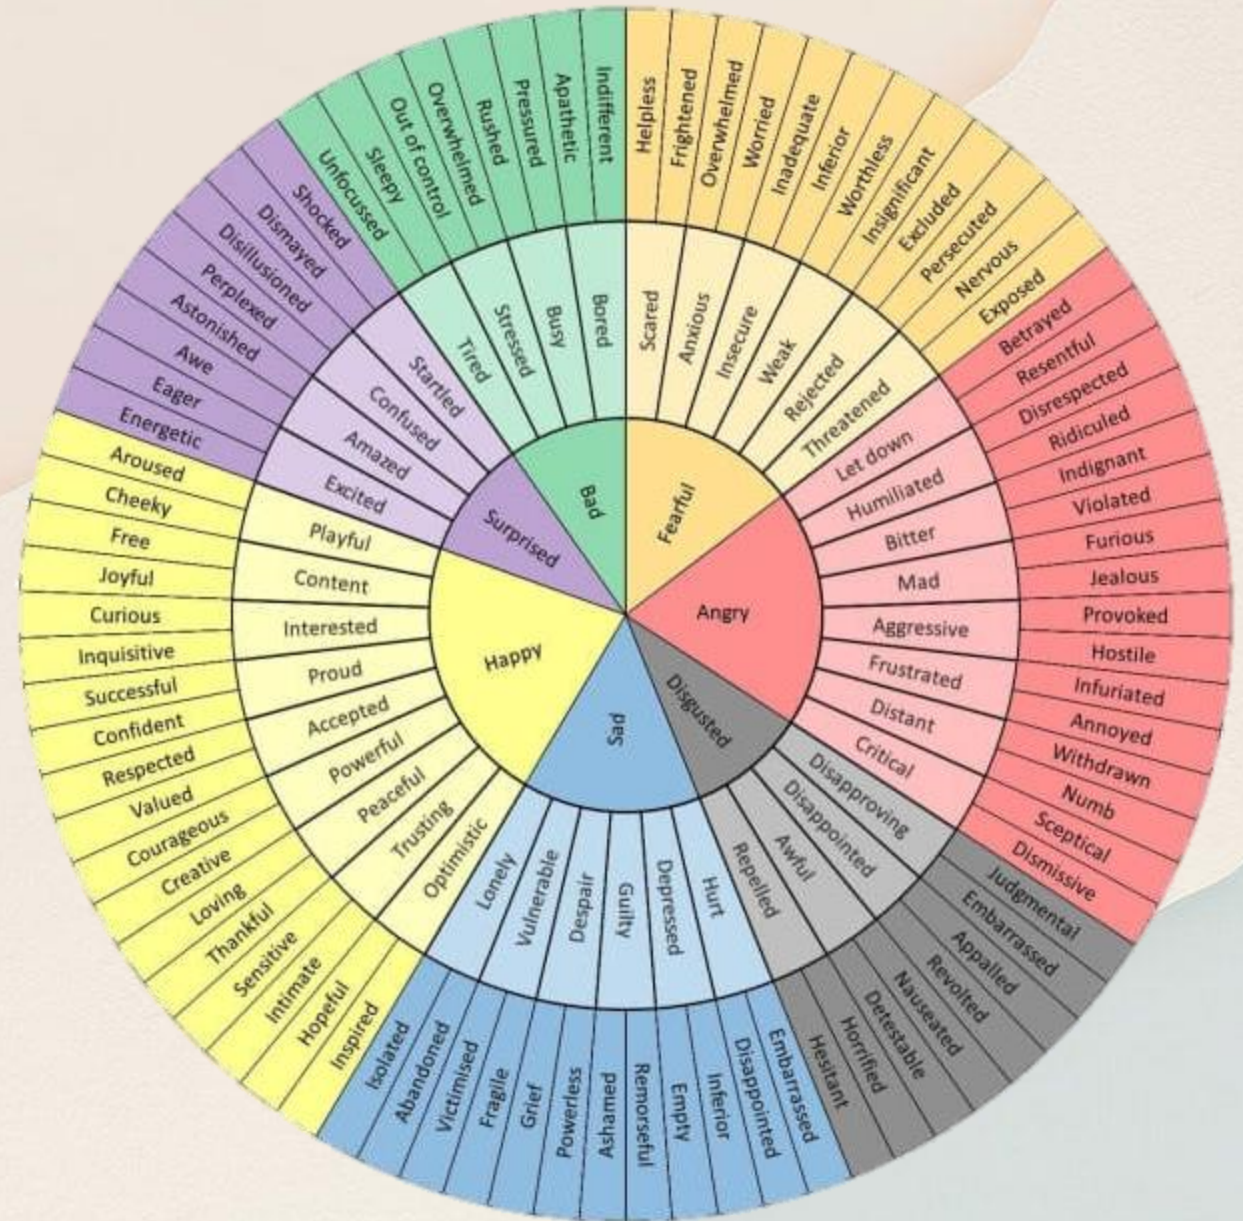 Fearful
Angry
Disgusted
Sad
Happy
Surprised
Bad
Scared
Anxious
Insecure
Weak
Rejected
Threatened
Let down
Humiliated
Bitter
Mad
Aggressive
Frustrated
Distant
Critical
Disapproving
Disappointed
Awful
Repelled
Hurt
Depressed
Guilty
Despair
Vulnerable
Lonely
Optimistic
Trusting
Peaceful
Powerful
Accepted
Proud
Interested
Content
Playful
Excited
Amazed
Confused
Startled
Tired
Stressed
Busy
Bored
Helpless
Frightened
Overwhelmed
Worried
Inadequate
Inferior
Worthless
Insignificant
Excluded
Persecuted
Nervous
Exposed
Betrayed
Resentful
Disrespected
Ridiculed
Indignant
Violated
Furious
Jealous
Provoked
Hostile
Infuriated
Annoyed
Withdrawn
Numb
Sceptical
Dismissive
Judgmental
Embarrassed
Appalled
Revolted
Nauseated
Detestable
Horrified
Hesitant
Embarrassed
Disappointed
Inferior
Empty
Remorseful
Ashamed
Powerless
Grief
Fragile
Victimised
Abandoned
Isolated
Inspired
Hopeful
Intimate
Sensitive
Thankful
Loving
Creative
Courageous
Valued
Respected
Confident
Successful
Inquisitive
Curious
Joyful
Free
Cheeky
Aroused
Energetic
Eager
Awe
Astonished
Perplexed
Disillusioned
Dismayed
Shocked
Unfocussed
Sleepy
Out of control
Overwhelmed
Rushed
Pressured
Apathetic
Indifferent